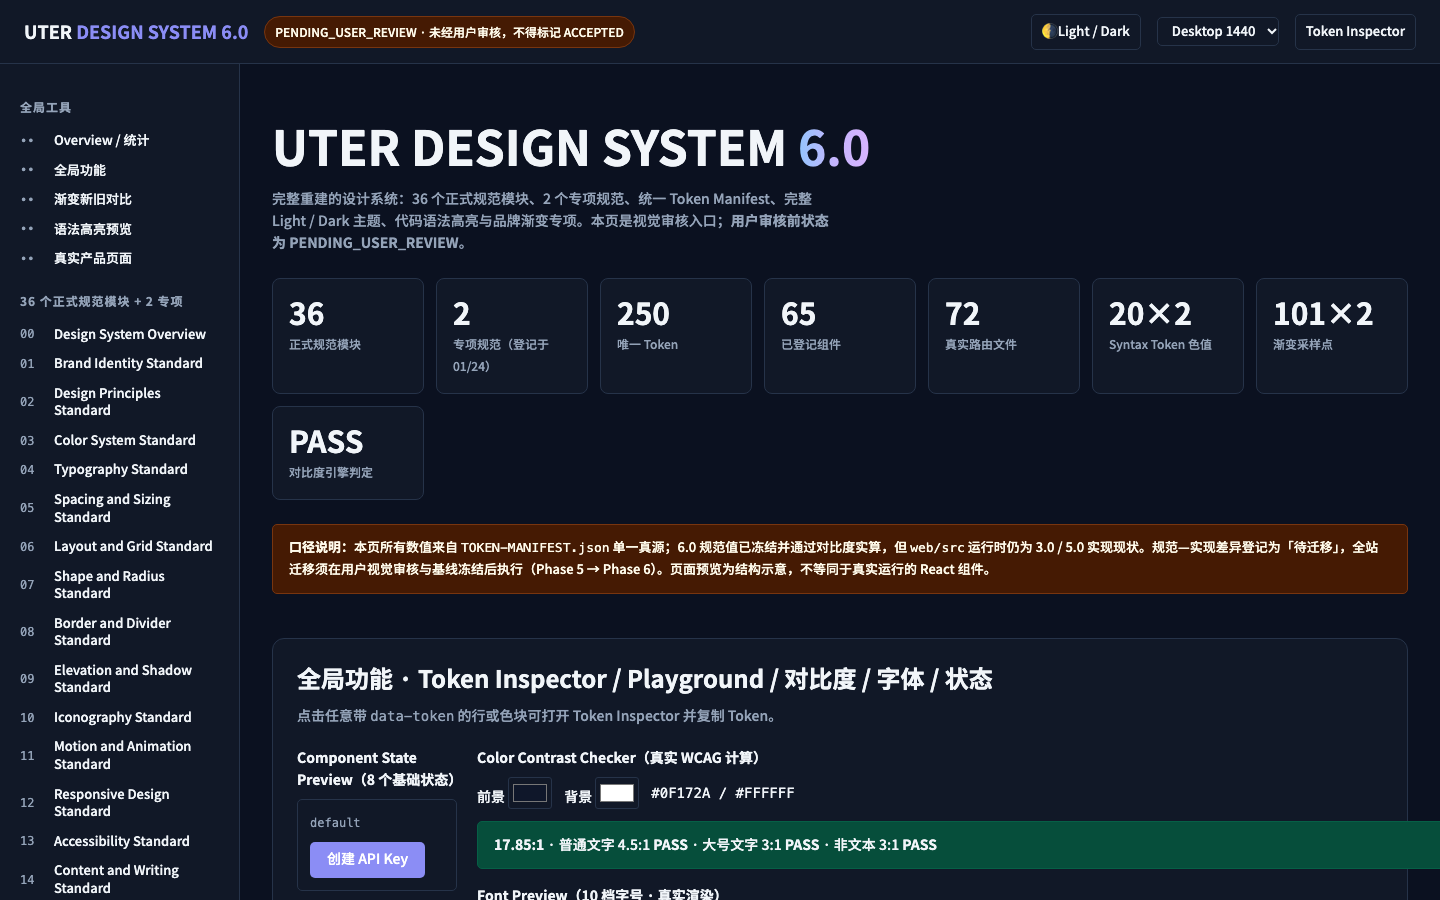 UTER DESIGN SYSTEM 6.0
PENDING_USER_REVIEW · 未经用户审核，不得标记 ACCEPTED
🌗Light / Dark
Desktop 1440
Token Inspector
全局工具
•• Overview / 统计
•• 全局功能
•• 渐变新旧对比
•• 语法高亮预览
•• 真实产品页面
36 个正式规范模块 + 2 专项
00 Design System Overview
01 Brand Identity Standard
02 Design Principles
Standard
03 Color System Standard
04 Typography Standard
05 Spacing and Sizing
Standard
06 Layout and Grid Standard
07 Shape and Radius
Standard
08 Border and Divider
Standard
09 Elevation and Shadow
Standard
10 Iconography Standard
11 Motion and Animation
Standard
12 Responsive Design
Standard
13 Accessibility Standard
14 Content and Writing
Standard
UTER DESIGN SYSTEM 6.0
完整重建的设计系统：36 个正式规范模块、2 个专项规范、统一 Token Manifest、完整
Light / Dark 主题、代码语法高亮与品牌渐变专项。本页是视觉审核入口；用户审核前状态
为 PENDING_USER_REVIEW。
36
正式规范模块
2
专项规范（登记于
01/24）
250
唯一 Token
65
已登记组件
72
真实路由文件
20×2
Syntax Token 色值
101×2
渐变采样点
PASS
对比度引擎判定
口径说明：本页所有数值来自 TOKEN-MANIFEST.json 单一真源；6.0 规范值已冻结并通过对比度实算，但 web/src 运行时仍为 3.0 / 5.0 实现现状。规范—实现差异登记为「待迁移」，全站
迁移须在用户视觉审核与基线冻结后执行（Phase 5 → Phase 6）。页面预览为结构示意，不等同于真实运行的 React 组件。
全局功能 · Token Inspector / Playground / 对比度 / 字体 / 状态
点击任意带 data-token 的行或色块可打开 Token Inspector 并复制 Token。
Component State
Preview（8 个基础状态）
default
创建 API Key
Color Contrast Checker（真实 WCAG 计算）
前景 背景 #0F172A / #FFFFFF
17.85:1 · 普通文字 4.5:1 PASS · 大号文字 3:1 PASS · 非文本 3:1 PASS
Font Preview（10 档字号 · 真实渲染）